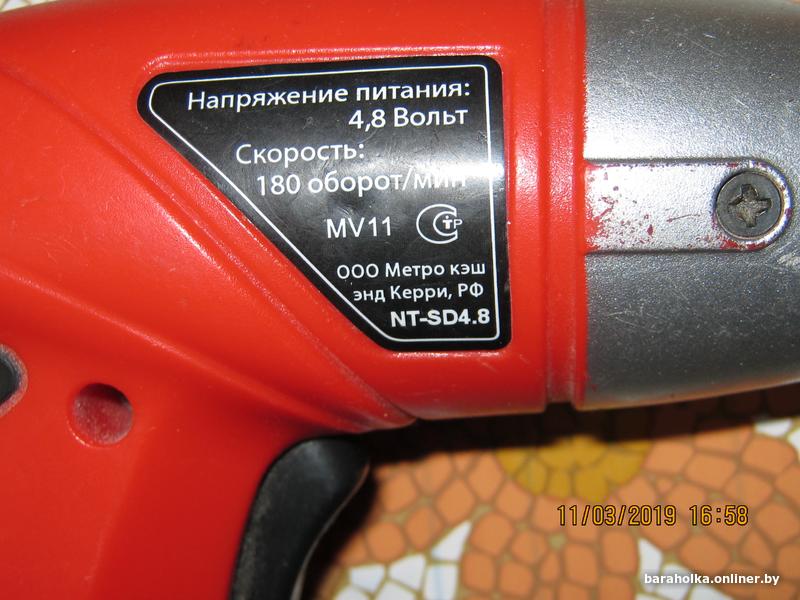 Напряжение питания:
4,8 Вольт
Скорость:
180 оборот/мин
MV11 СТР
ООО Метро кэш
энд Керри, РФ
NT-SD4.8
11/03/2019 16:58
baraholka.onliner.by